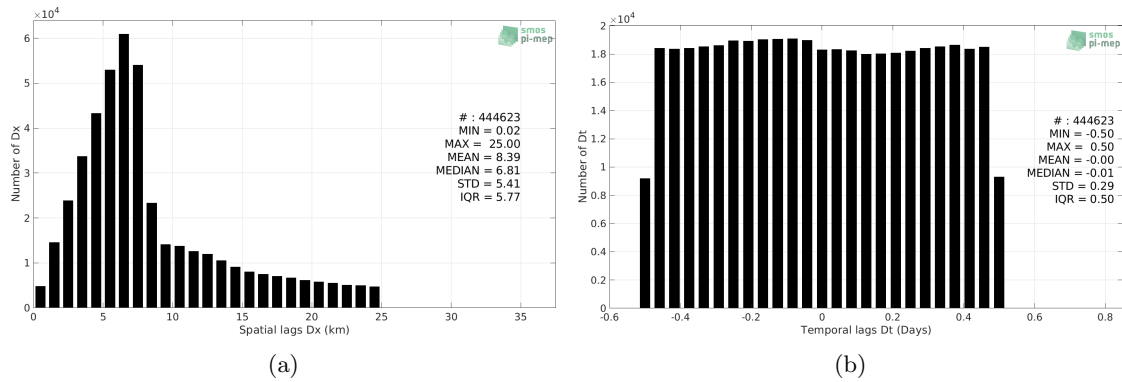 ×10⁴
6
5
4
3
2
1
0
Number of Dx
smos
pi-mep
# : 444623
MIN = 0.02
MAX = 25.00
MEAN = 8.39
MEDIAN = 6.81
STD = 5.41
IQR = 5.77
0 5 10 15 20 25 30 35
Spatial lags Dx (km)
(a)
×10⁴
2
1.8
1.6
1.4
1.2
1
0.8
0.6
0.4
0.2
0
Number of Dt
smos
pi-mep
# : 444623
MIN = -0.50
MAX = 0.50
MEAN = -0.00
MEDIAN = -0.01
STD = 0.29
IQR = 0.50
-0.6 -0.4 -0.2 0 0.2 0.4 0.6 0.8
Temporal lags Dt (Days)
(b)